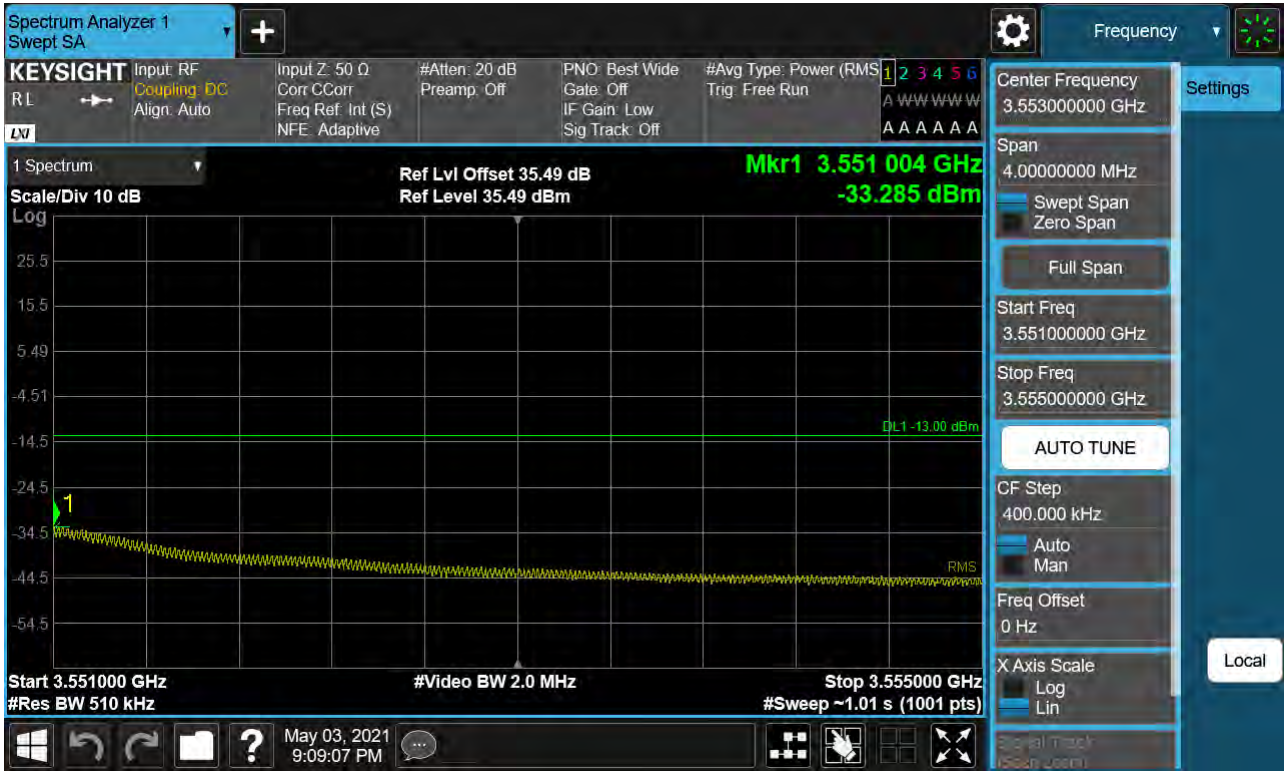 Spectrum Analyzer 1
Swept SA
Frequency
KEYSIGHT
RL
LXI
Input: RF
Coupling: DC
Align: Auto
Input Z: 50 Ω
Corr CCorr
Freq Ref: Int (S)
NFE: Adaptive
#Atten: 20 dB
Preamp: Off
PNO: Best Wide
Gate: Off
IF Gain: Low
Sig Track: Off
#Avg Type: Power (RMS
Trig: Free Run
1 2 3 4 5 6
A W W W W W
A A A A A A
1 Spectrum
Scale/Div 10 dB
Ref Lvl Offset 35.49 dB
Ref Level 35.49 dBm
Mkr1 3.551 004 GHz
-33.285 dBm
Log
25.5
15.5
5.49
-4.51
DL1 -13.00 dBm
-14.5
-24.5
1
-34.5
RMS
-44.5
-54.5
Start 3.551000 GHz
#Res BW 510 kHz
#Video BW 2.0 MHz
Stop 3.555000 GHz
#Sweep ~1.01 s (1001 pts)
Center Frequency
3.553000000 GHz
Span
4.00000000 MHz
Swept Span
Zero Span
Full Span
Start Freq
3.551000000 GHz
Stop Freq
3.555000000 GHz
AUTO TUNE
CF Step
400.000 kHz
Auto
Man
Freq Offset
0 Hz
X Axis Scale
Log
Lin
Signal Track
(Span Zoom)
Settings
Local
?
May 03, 2021
9:09:07 PM